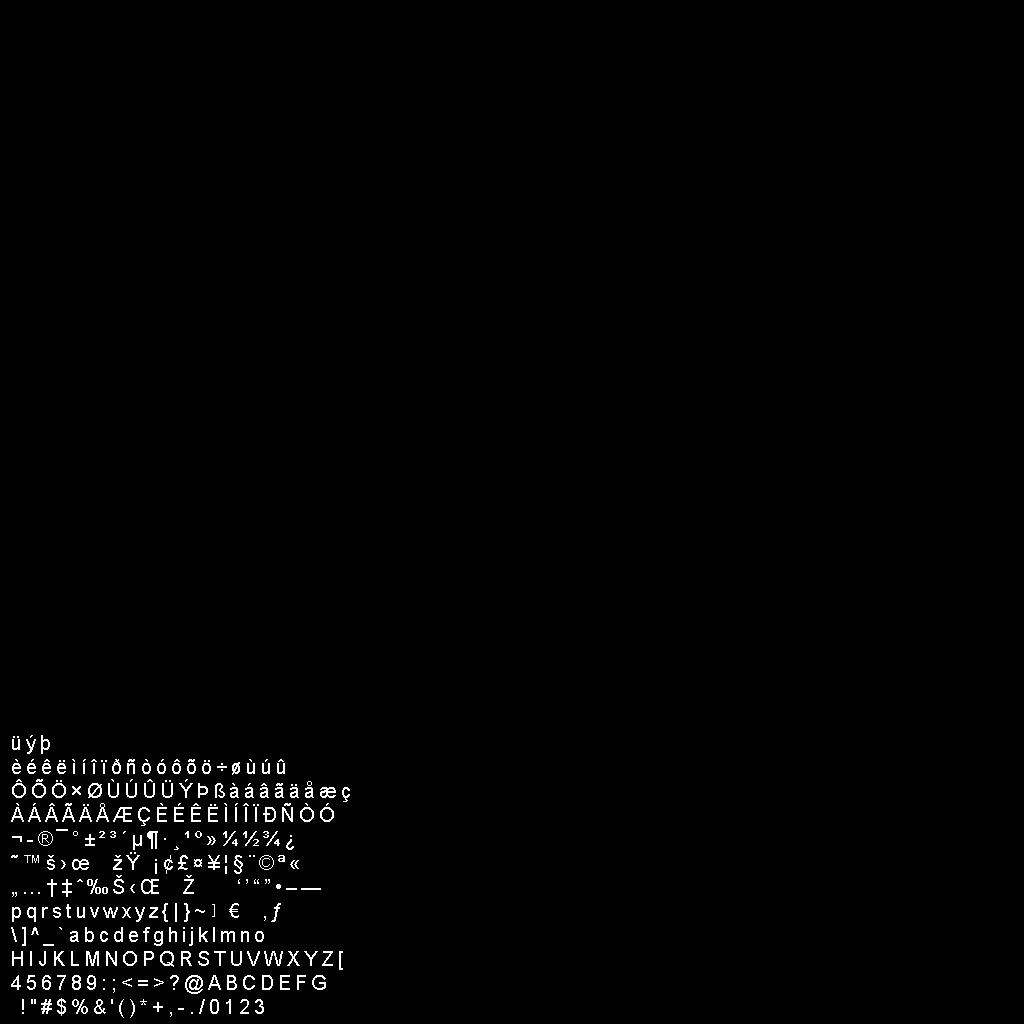 üýþ
èéêëìíîïðñòóôõö÷øùúû
ÔÕÖ×ØÙÚÛÜÝÞßàáâãäåæç
ÀÁÂÃÄÅÆÇÈÉÊËÌÍÎÏÐÑÒÓ
¬-®¯°±²³´µ¶·¸¹º»¼½¾¿
˜™š›œ žŸ ¡¢£¤¥¦§¨©ª«
„…†‡ˆ‰Š‹Œ Ž ‘’“”•–—
pqrstuvwxyz{|}~ € ‚ƒ
\]^_`abcdefghijklmno
HIJKLMNOPQRSTUVWXYZ[
456789:;<=>?@ABCDEFG
!"#$%&'()*+,-./0123